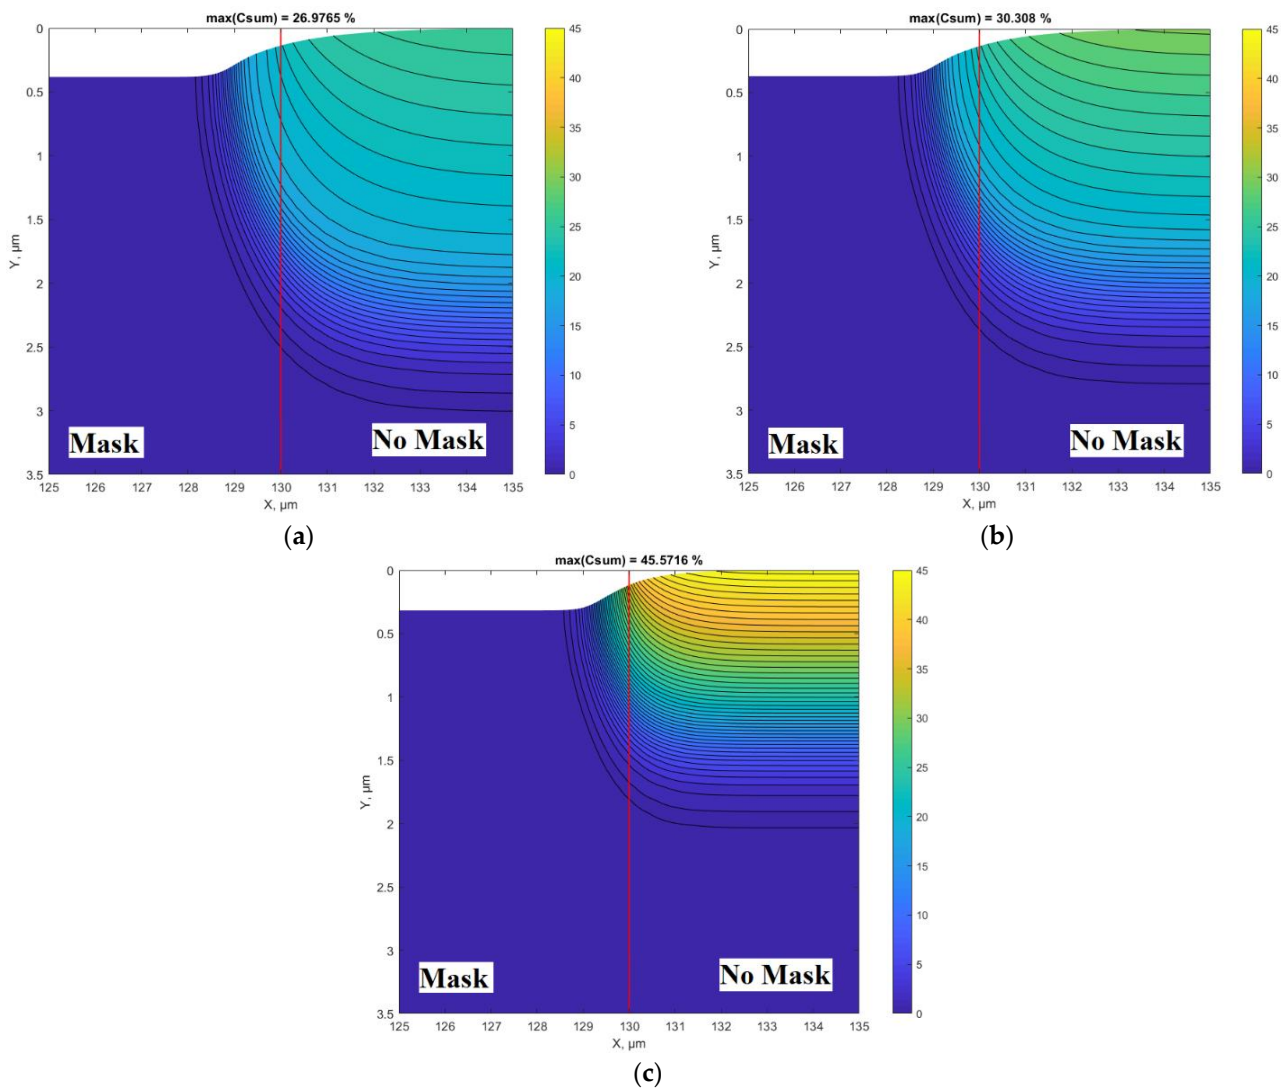 max(Csum) = 26.9765 %
0
0.5
1
1.5
2
2.5
3
3.5
Y, µm
125 126 127 128 129 130 131 132 133 134 135
X, µm
Mask
No Mask
45
40
35
30
25
20
15
10
5
0
(a)
max(Csum) = 30.308 %
0
0.5
1
1.5
2
2.5
3
3.5
Y, µm
125 126 127 128 129 130 131 132 133 134 135
X, µm
Mask
No Mask
45
40
35
30
25
20
15
10
5
0
(b)
max(Csum) = 45.5716 %
0
0.5
1
1.5
2
2.5
3
3.5
Y, µm
125 126 127 128 129 130 131 132 133 134 135
X, µm
Mask
No Mask
45
40
35
30
25
20
15
10
5
0
(c)